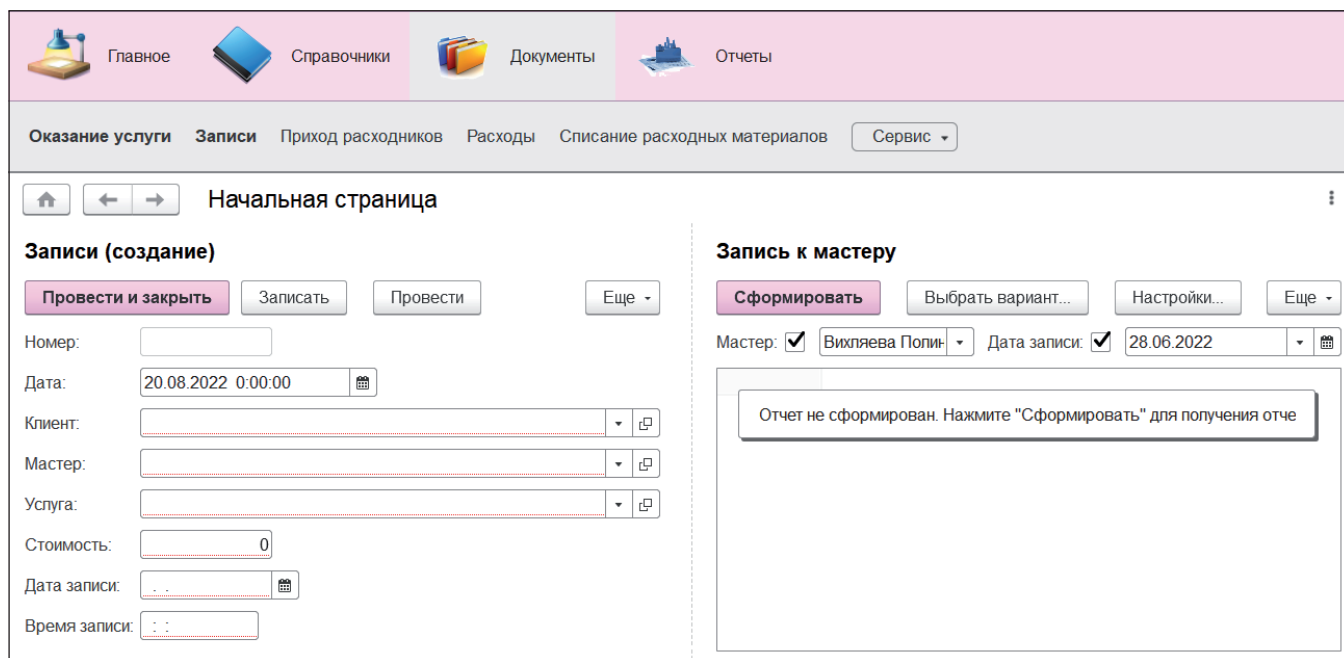 Главное Справочники Документы Отчеты
Оказание услуги Записи Приход расходников Расходы Списание расходных материалов Сервис
Начальная страница
Записи (создание)
Провести и закрыть Записать Провести Еще
Номер:
Дата: 20.08.2022 0:00:00
Клиент:
Мастер:
Услуга:
Стоимость: 0
Дата записи: . .
Время записи: : :
Запись к мастеру
Сформировать Выбрать вариант... Настройки... Еще
Мастер: Вихляева Полин Дата записи: 28.06.2022
Отчет не сформирован. Нажмите "Сформировать" для получения отче